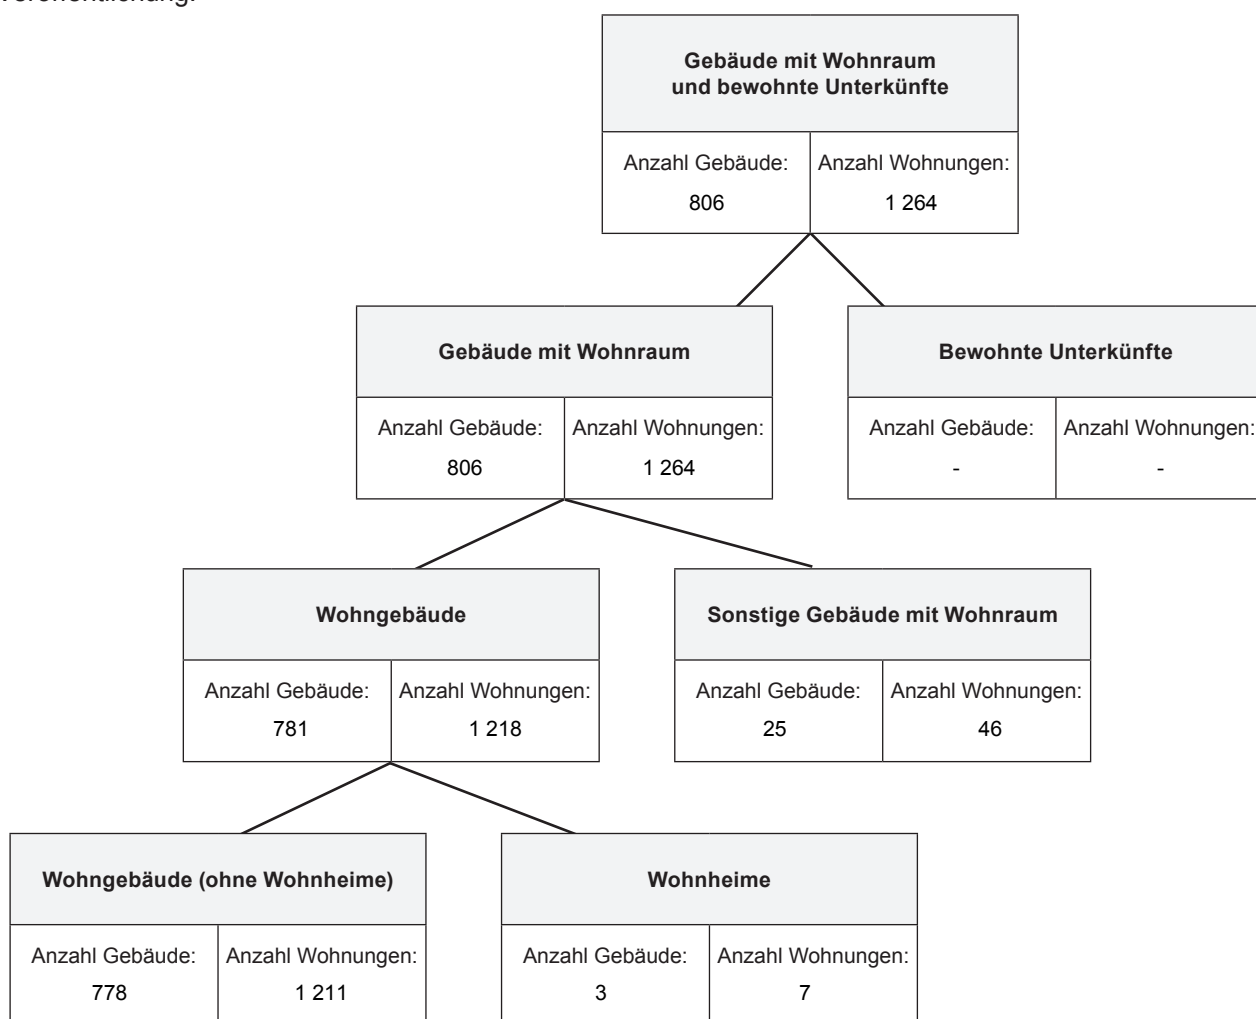 Veröffentlichung.
Gebäude mit Wohnraum
und bewohnte Unterkünfte
Anzahl Gebäude:
806
Anzahl Wohnungen:
1 264
Gebäude mit Wohnraum
Anzahl Gebäude:
806
Anzahl Wohnungen:
1 264
Bewohnte Unterkünfte
Anzahl Gebäude:
-
Anzahl Wohnungen:
-
Wohngebäude
Anzahl Gebäude:
781
Anzahl Wohnungen:
1 218
Sonstige Gebäude mit Wohnraum
Anzahl Gebäude:
25
Anzahl Wohnungen:
46
Wohngebäude (ohne Wohnheime)
Anzahl Gebäude:
778
Anzahl Wohnungen:
1 211
Wohnheime
Anzahl Gebäude:
3
Anzahl Wohnungen:
7